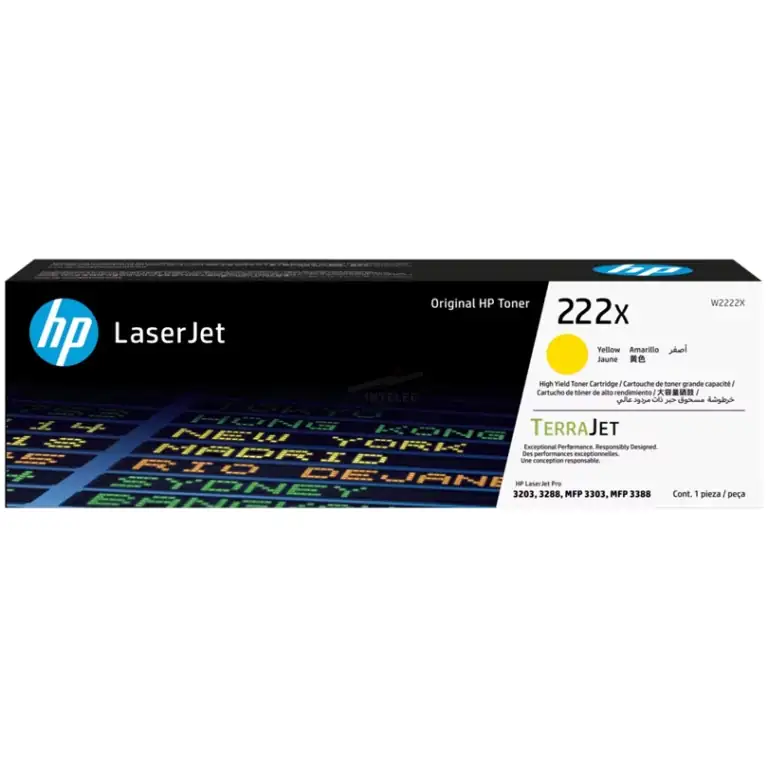 hp
hp
LaserJet
Original HP Toner
222x
W2222X
Yellow Amarillo أصفر
Jaune 黄色
High Yield Toner Cartridge / Cartouche de toner grande capacité /
Cartucho de tóner de alto rendimiento / 大容量硒鼓 /
خرطوشة مسحوق حبر ذات مردود عالي
TERRAJET
Exceptional Performance. Responsibly Designed.
Des performances exceptionnelles.
Une conception responsable.
HP LaserJet Pro
3203, 3288, MFP 3303, MFP 3388
Cont. 1 pieza / peça
HONG KONG
14 NEW YORK
MADRID
RIO DE JANE
SYDNEY